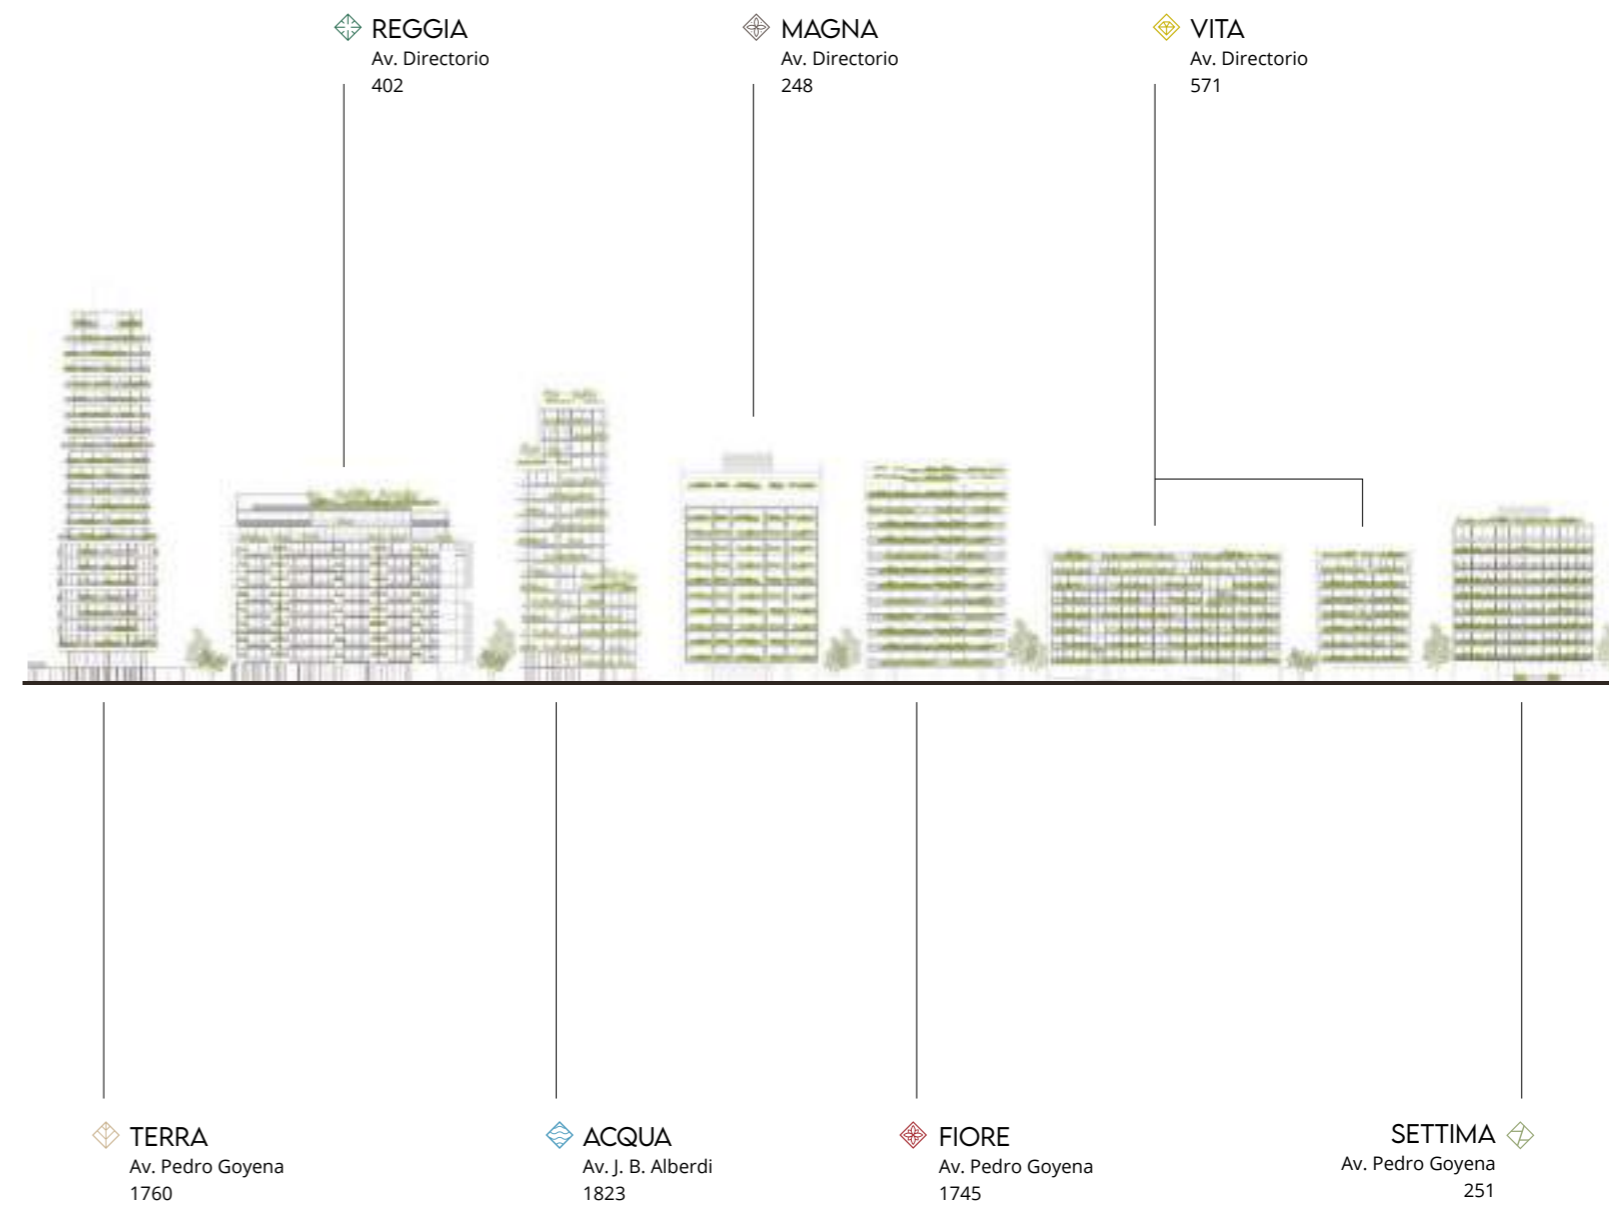 REGGIA
Av. Directorio
402
MAGNA
Av. Directorio
248
VITA
Av. Directorio
571
TERRA
Av. Pedro Goyena
1760
ACQUA
Av. J. B. Alberdi
1823
FIORE
Av. Pedro Goyena
1745
SETTIMA
Av. Pedro Goyena
251